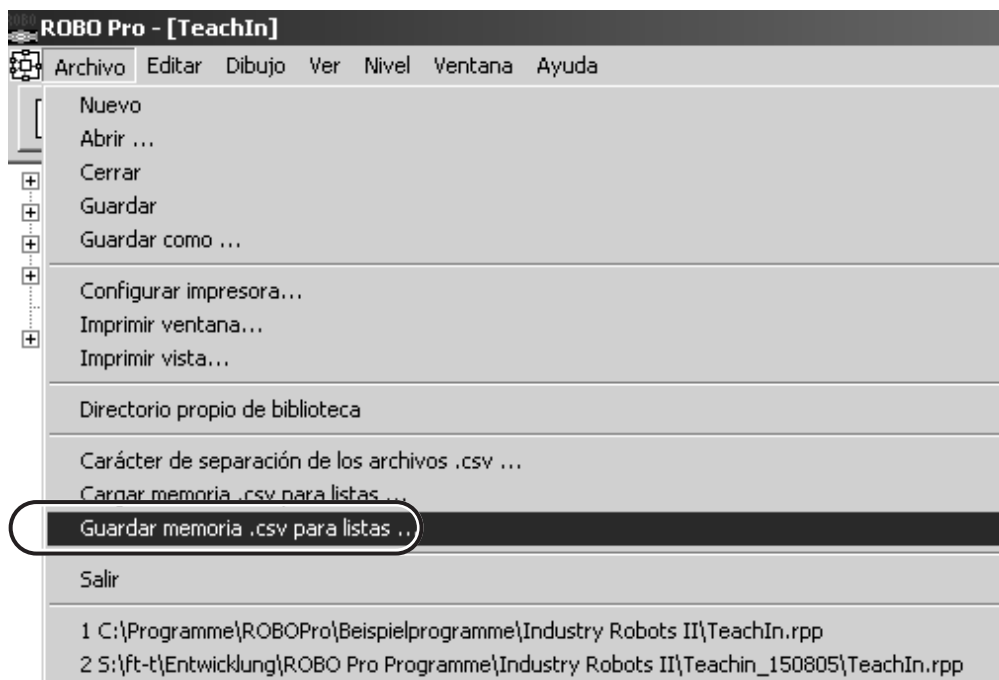 ROBO Pro - [TeachIn]
Archivo Editar Dibujo Ver Nivel Ventana Ayuda
Nuevo
Abrir ...
Cerrar
Guardar
Guardar como ...
Configurar impresora...
Imprimir ventana...
Imprimir vista...
Directorio propio de biblioteca
Carácter de separación de los archivos .csv ...
Cargar memoria .csv para listas ...
Guardar memoria .csv para listas ...
Salir
1 C:\Programme\ROBOPro\Beispielprogramme\Industry Robots II\TeachIn.rpp
2 S:\ft-t\Entwicklung\ROBO Pro Programme\Industry Robots II\Teachin_150805\TeachIn.rpp